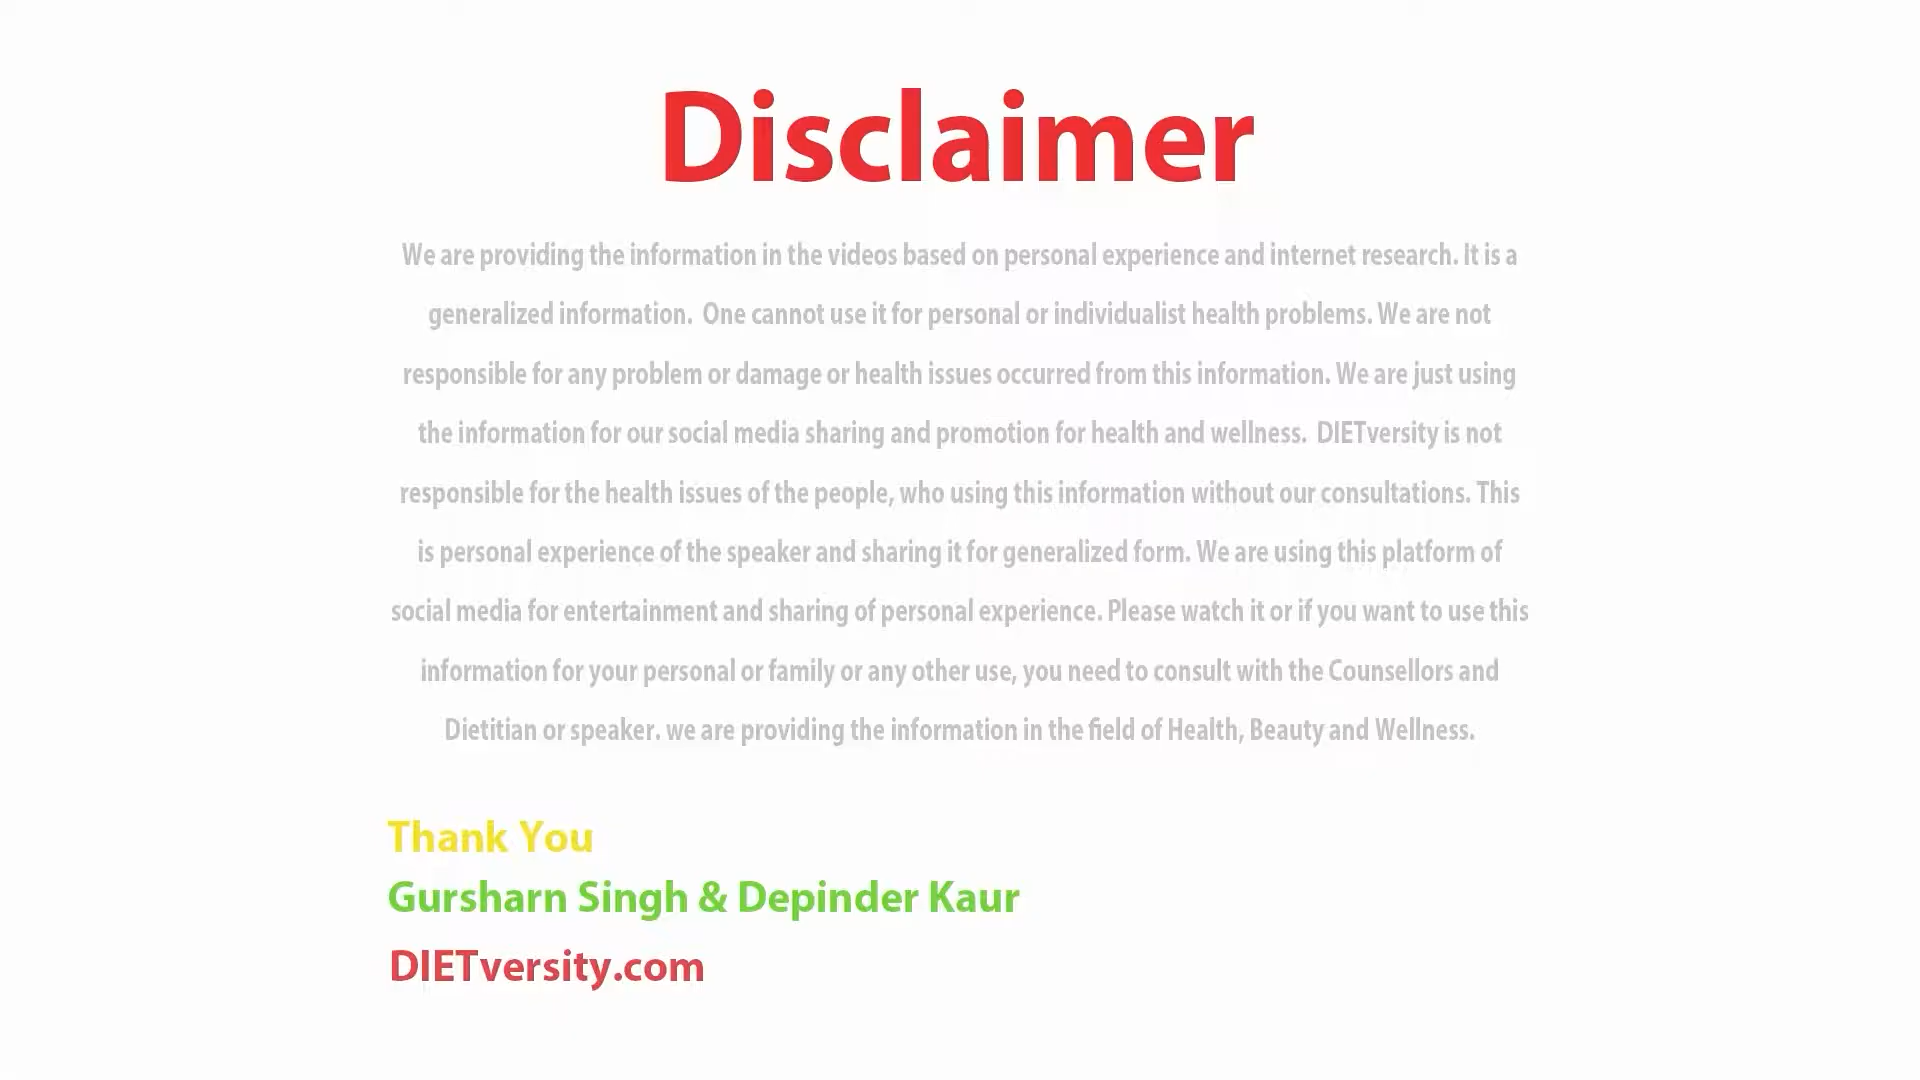 Disclaimer
We are providing the information in the videos based on personal experience and internet research. It is a
generalized information.  One cannot use it for personal or individualist health problems. We are not
responsible for any problem or damage or health issues occurred from this information. We are just using
the information for our social media sharing and promotion for health and wellness.  DIETversity is not
responsible for the health issues of the people, who using this information without our consultations. This
is personal experience of the speaker and sharing it for generalized form. We are using this platform of
social media for entertainment and sharing of personal experience. Please watch it or if you want to use this
information for your personal or family or any other use, you need to consult with the Counsellors and
Dietitian or speaker. we are providing the information in the field of Health, Beauty and Wellness.
Thank You
Gursharn Singh & Depinder Kaur
DIETversity.com